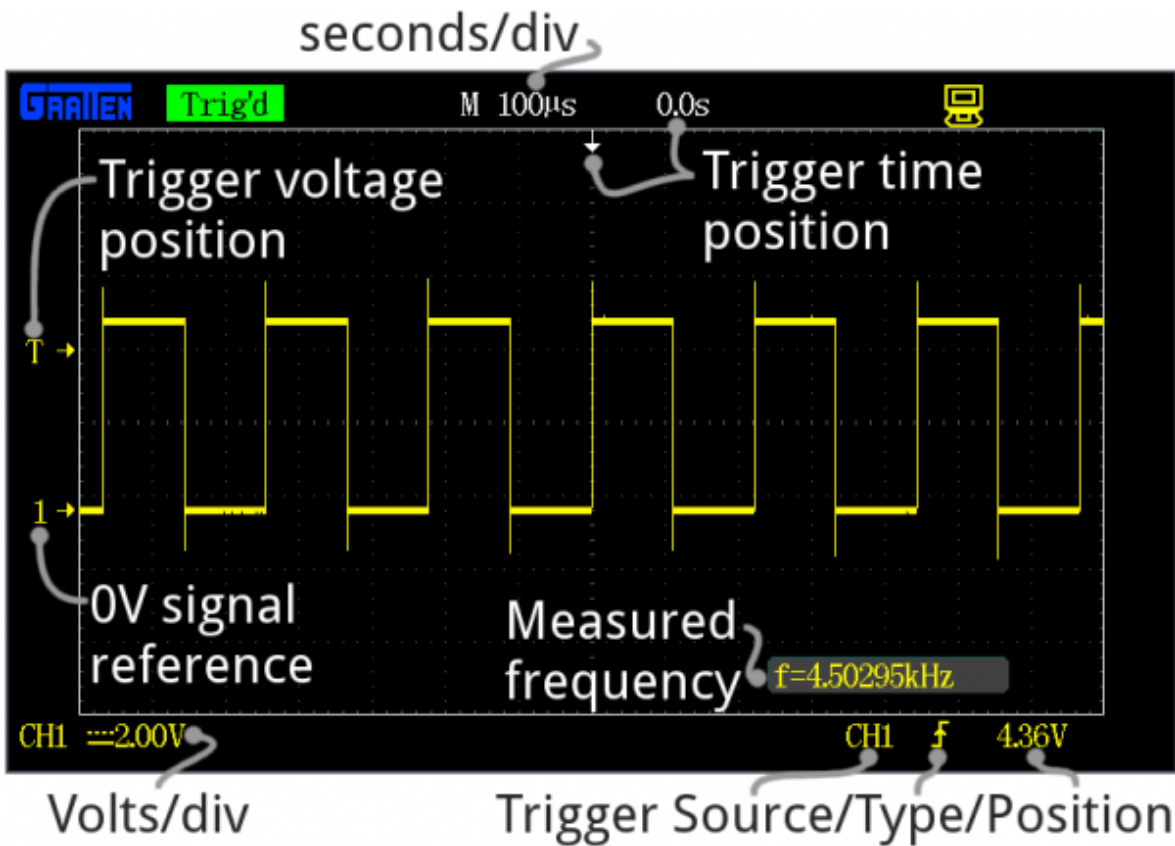 seconds/div
GRATTEN Trig'd M 100μs 0.0s
Trigger voltage
position
Trigger time
position
T
1
0V signal
reference
Measured
frequency
f=4.50295kHz
CH1 2.00V CH1 4.36V
Volts/div
Trigger Source/Type/Position